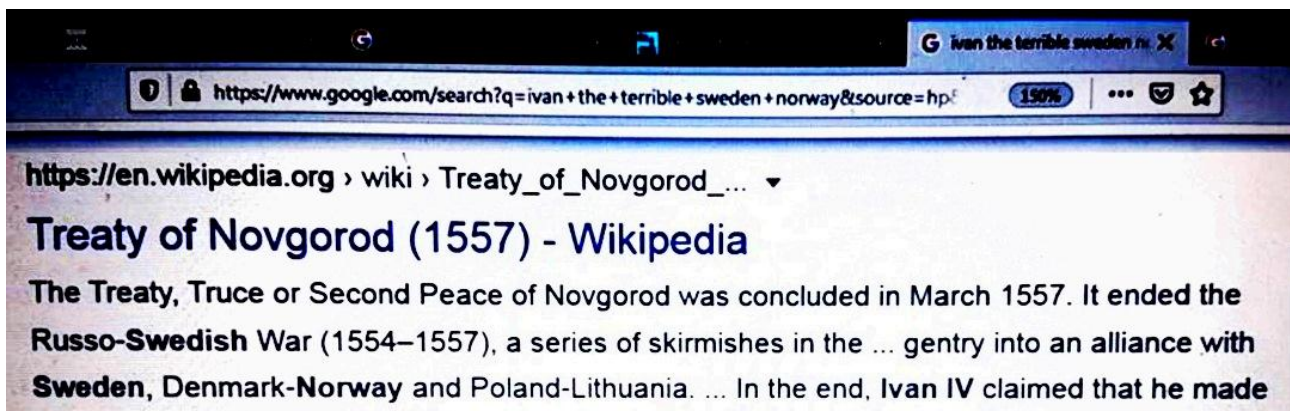 ivan the terrible sweden
https://www.google.com/search?q=ivan+the+terrible+sweden+norway&source=hp
150%
https://en.wikipedia.org › wiki › Treaty_of_Novgorod_...
Treaty of Novgorod (1557) - Wikipedia
The Treaty, Truce or Second Peace of Novgorod was concluded in March 1557. It ended the
Russo-Swedish War (1554–1557), a series of skirmishes in the ... gentry into an alliance with
Sweden, Denmark-Norway and Poland-Lithuania. ... In the end, Ivan IV claimed that he made